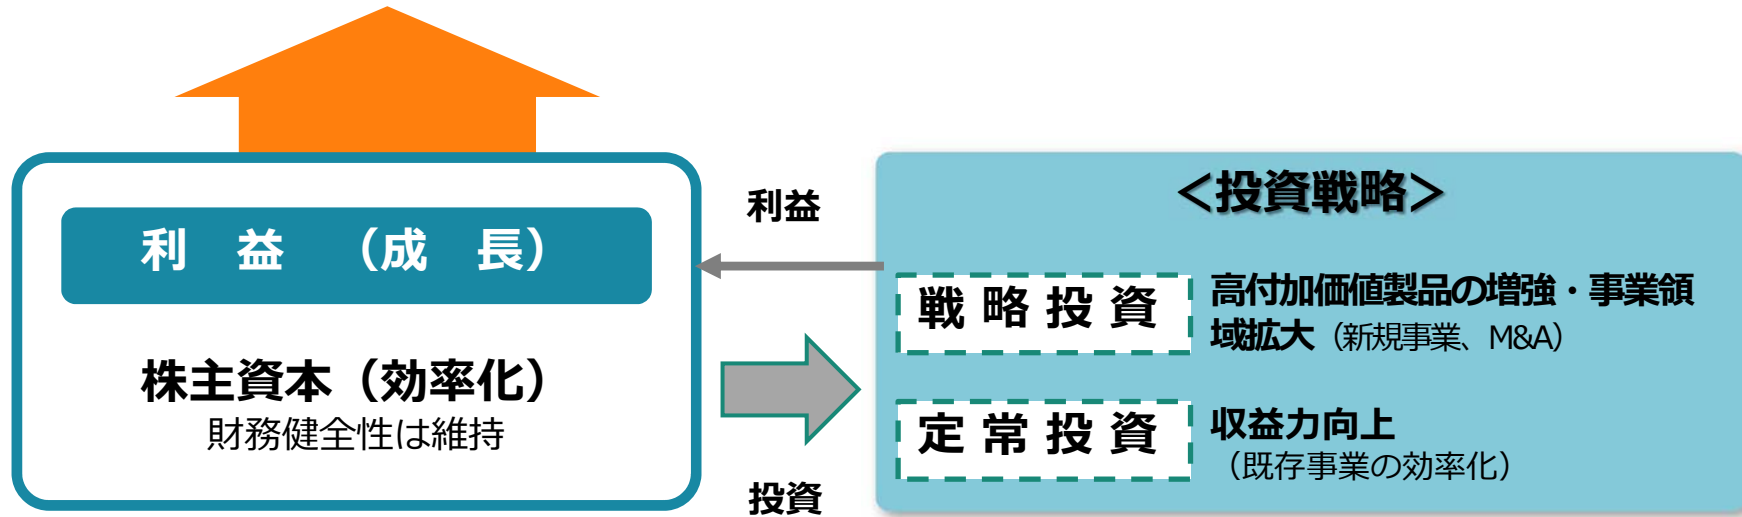 利　益　（成　長）
株主資本（効率化）
財務健全性は維持
利益
投資
＜投資戦略＞
戦略投資
高付加価値製品の増強・事業領
域拡大（新規事業、M&A）
定常投資
収益力向上
（既存事業の効率化）